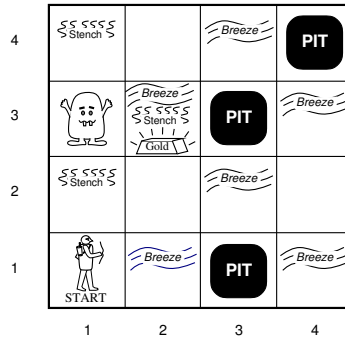 4 Stench Breeze PIT
Breeze
3 Stench PIT Breeze
Gold
2 Stench Breeze
1 Breeze PIT Breeze
START
1 2 3 4